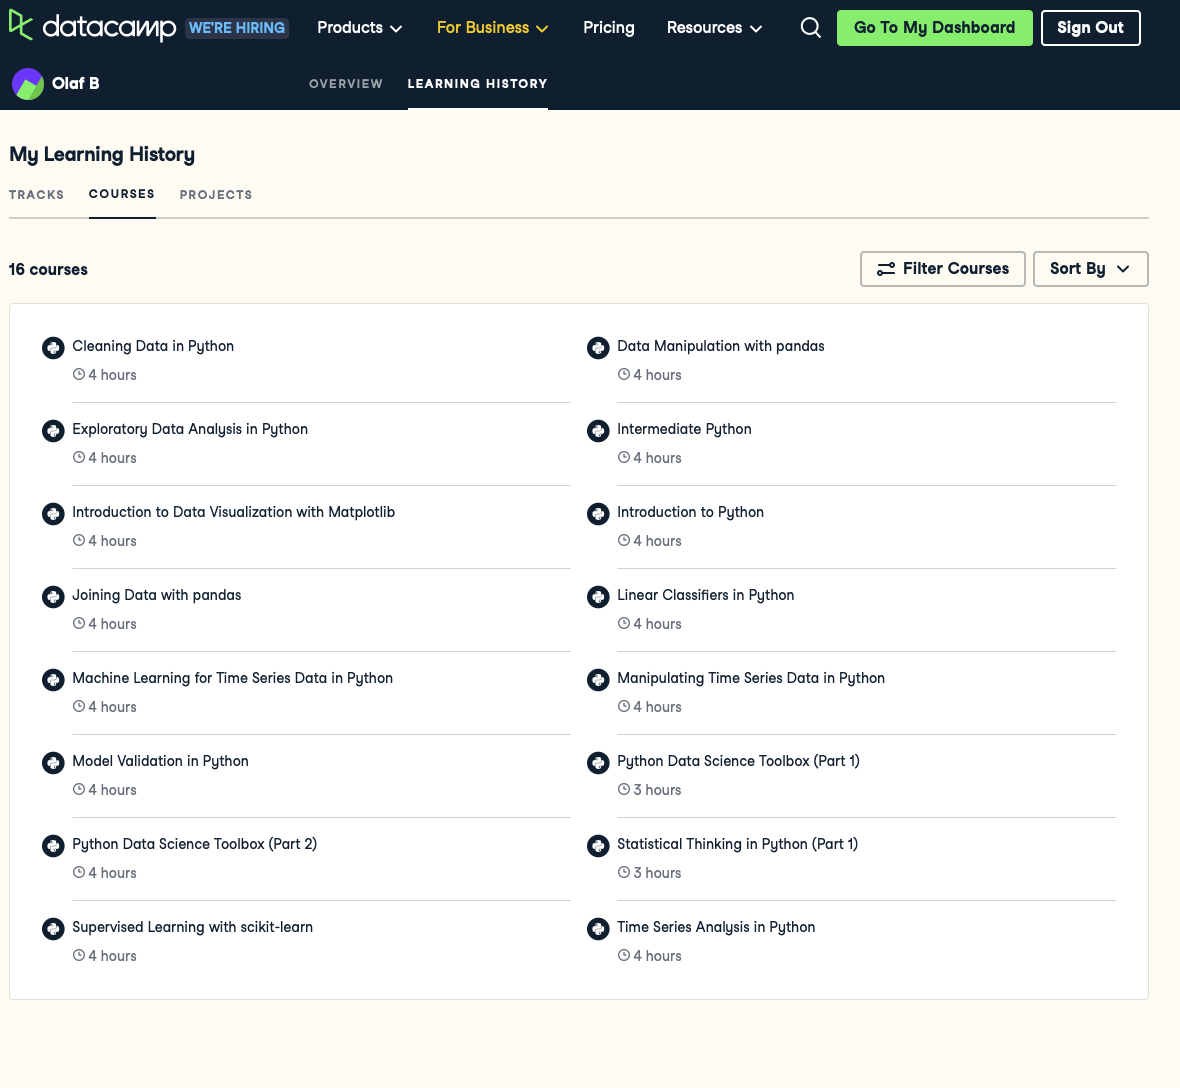 datacamp WE'RE HIRING Products For Business Pricing Resources Go To My Dashboard Sign Out
Olaf B OVERVIEW LEARNING HISTORY
My Learning History
TRACKS COURSES PROJECTS
16 courses Filter Courses Sort By
Cleaning Data in Python
4 hours
Data Manipulation with pandas
4 hours
Exploratory Data Analysis in Python
4 hours
Intermediate Python
4 hours
Introduction to Data Visualization with Matplotlib
4 hours
Introduction to Python
4 hours
Joining Data with pandas
4 hours
Linear Classifiers in Python
4 hours
Machine Learning for Time Series Data in Python
4 hours
Manipulating Time Series Data in Python
4 hours
Model Validation in Python
4 hours
Python Data Science Toolbox (Part 1)
3 hours
Python Data Science Toolbox (Part 2)
4 hours
Statistical Thinking in Python (Part 1)
3 hours
Supervised Learning with scikit-learn
4 hours
Time Series Analysis in Python
4 hours